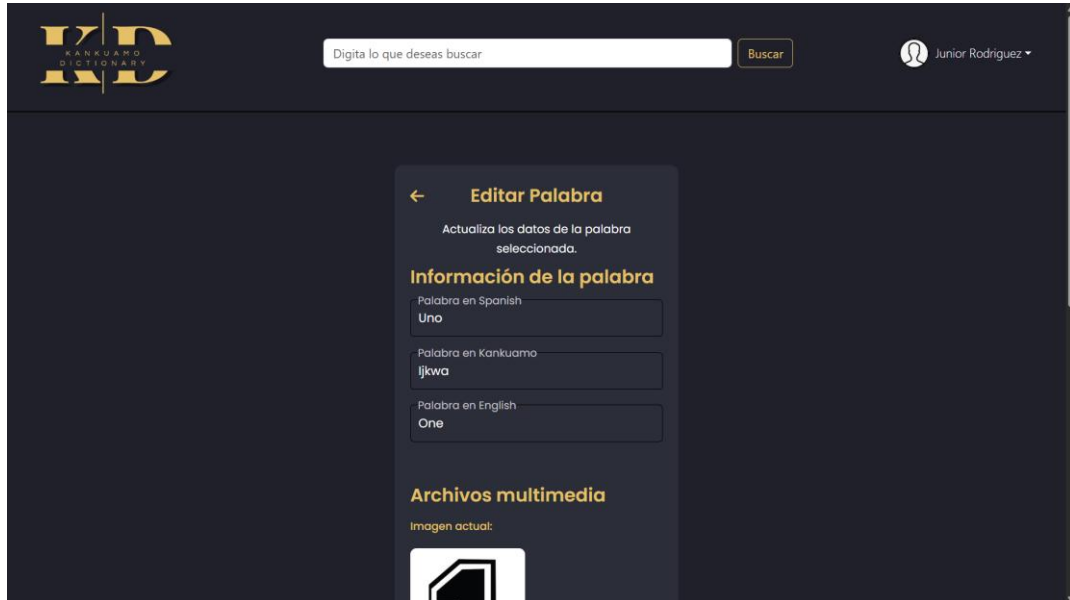 KD
KANKUAMO
DICTIONARY
Digita lo que deseas buscar
Buscar
Junior Rodriguez
Editar Palabra
Actualiza los datos de la palabra
seleccionada.
Información de la palabra
Palabra en Spanish
Uno
Palabra en Kankuamo
Ijkwa
Palabra en English
One
Archivos multimedia
Imagen actual: